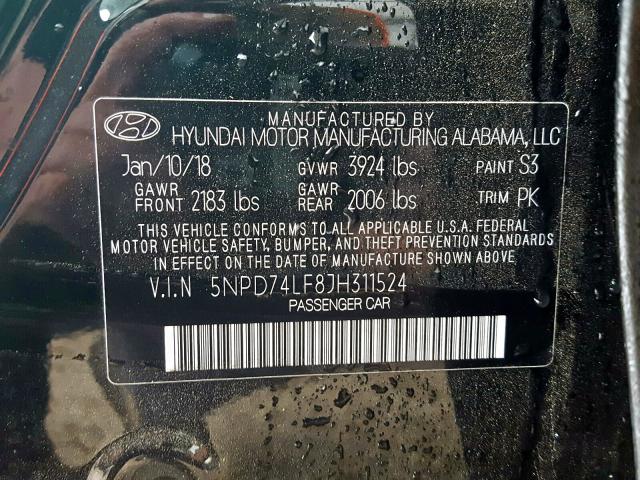 MANUFACTURED BY
HYUNDAI MOTOR MANUFACTURING ALABAMA, LLC
Jan/10/18 GVWR 3924 lbs PAINT S3
GAWR FRONT 2183 lbs GAWR REAR 2006 lbs TRIM PK
THIS VEHICLE CONFORMS TO ALL APPLICABLE U.S.A. FEDERAL
MOTOR VEHICLE SAFETY, BUMPER, AND THEFT PREVENTION STANDARDS
IN EFFECT ON THE DATE OF MANUFACTURE SHOWN ABOVE.
V.I.N 5NPD74LF8JH311524
PASSENGER CAR